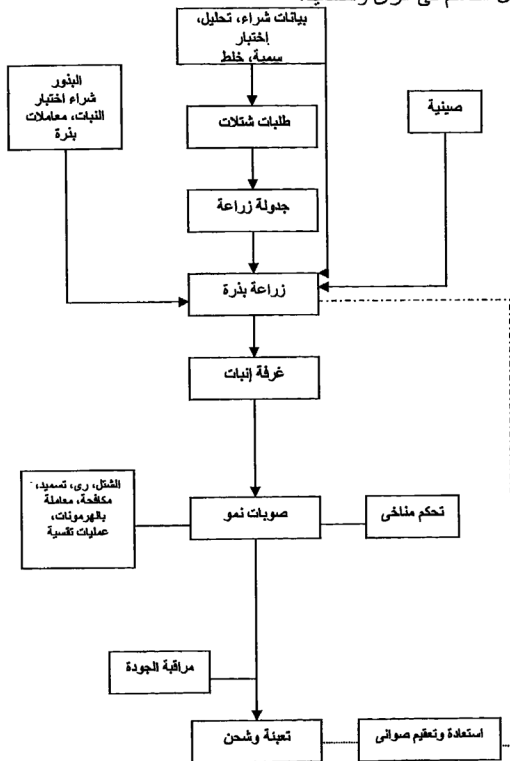 بيانات شراء، تحليل،
إختبار
سمية، خلط
البذور
شراء اختبار
النبات، معاملات
بذرة
طلبات شتلات
صينية
جدولة زراعة
زراعة بذرة
غرفة إنبات
الشتل، رى، تسميد،
مكافحة، معاملة
بالهرمونات،
عمليات تقسية
صوبات نمو
تحكم مناخى
مراقبة الجودة
تعبئة وشحن
استعادة وتعقيم صوانى